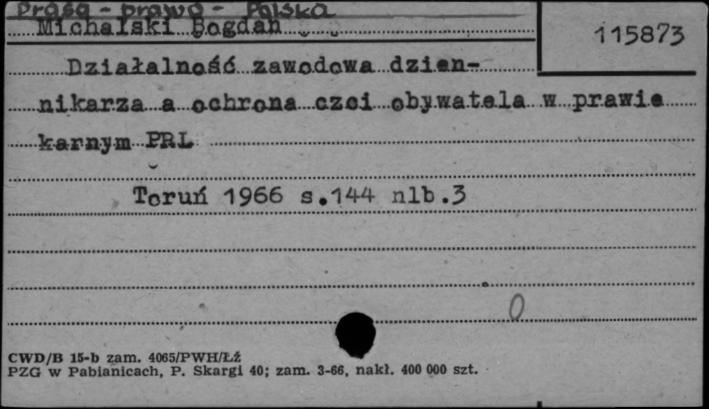 Prasa - prawo - Polska
Michalski Bogdan
115873
Działalność zawodowa dzien-
nikarza a ochrona czci obywatela w prawie
karnym PRL
Toruń 1966 s.144 nlb.3
0
CWD/B 15-b zam. 4065/PWH/Łź
PZG w Pabianicach, P. Skargi 40; zam. 3-66, nakł. 400 000 szt.